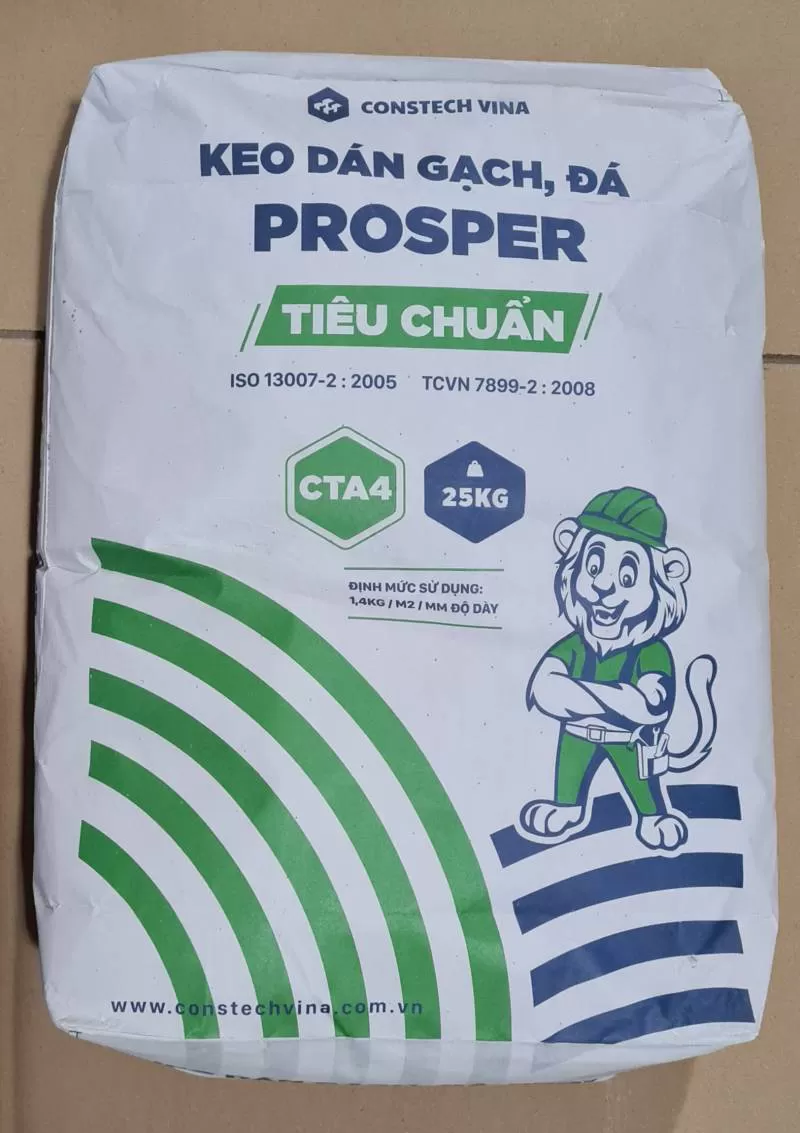 CONSTECH VINA
KEO DÁN GẠCH, ĐÁ
PROSPER
TIÊU CHUẨN
ISO 13007-2 : 2005 TCVN 7899-2 : 2008
CTA4 25KG
ĐỊNH MỨC SỬ DỤNG:
1,4KG / M2 / MM ĐỘ DÀY
www.constechvina.com.vn